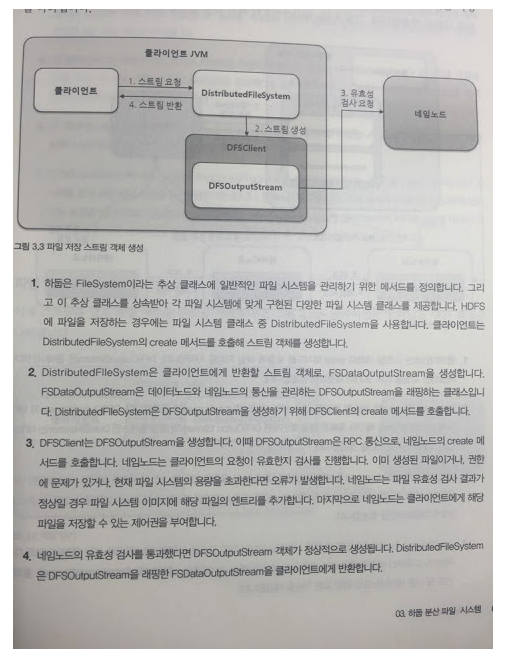 클라이언트 JVM
클라이언트
1. 스트림 요청
4. 스트림 반환
DistributedFileSystem
2. 스트림 생성
DFSClient
DFSOutputStream
3. 유효성
검사 요청
네임노드
그림 3.3 파일 저장 스트림 객체 생성
1. 하둡은 FileSystem이라는 추상 클래스에 일반적인 파일 시스템을 관리하기 위한 메서드를 정의합니다. 그리
고 이 추상 클래스를 상속받아 각 파일 시스템에 맞게 구현된 다양한 파일 시스템 클래스를 제공합니다. HDFS
에 파일을 저장하는 경우에는 파일 시스템 클래스 중 DistributedFileSystem을 사용합니다. 클라이언트는
DistributedFileSystem의 create 메서드를 호출해 스트림 객체를 생성합니다.
2. DistributedFileSystem은 클라이언트에게 반환할 스트림 객체로, FSDataOutputStream을 생성합니다.
FSDataOutputStream은 데이터노드와 네임노드의 통신을 관리하는 DFSOutputStream을 래핑하는 클래스입니
다. DistributedFileSystem은 DFSOutputStream을 생성하기 위해 DFSClient의 create 메서드를 호출합니다.
3. DFSClient는 DFSOutputStream을 생성합니다. 이때 DFSOutputStream은 RPC 통신으로, 네임노드의 create 메
서드를 호출합니다. 네임노드는 클라이언트의 요청이 유효한지 검사를 진행합니다. 이미 생성된 파일이거나, 권한
에 문제가 있거나, 현재 파일 시스템의 용량을 초과한다면 오류가 발생합니다. 네임노드는 파일 유효성 검사 결과가
정상일 경우 파일 시스템 이미지에 해당 파일의 엔트리를 추가합니다. 마지막으로 네임노드는 클라이언트에게 해당
파일을 저장할 수 있는 제어권을 부여합니다.
4. 네임노드의 유효성 검사를 통과했다면 DFSOutputStream 객체가 정상적으로 생성됩니다. DistributedFileSystem
은 DFSOutputStream을 래핑한 FSDataOutputStream을 클라이언트에게 반환합니다.
03. 하둡 분산 파일 시스템